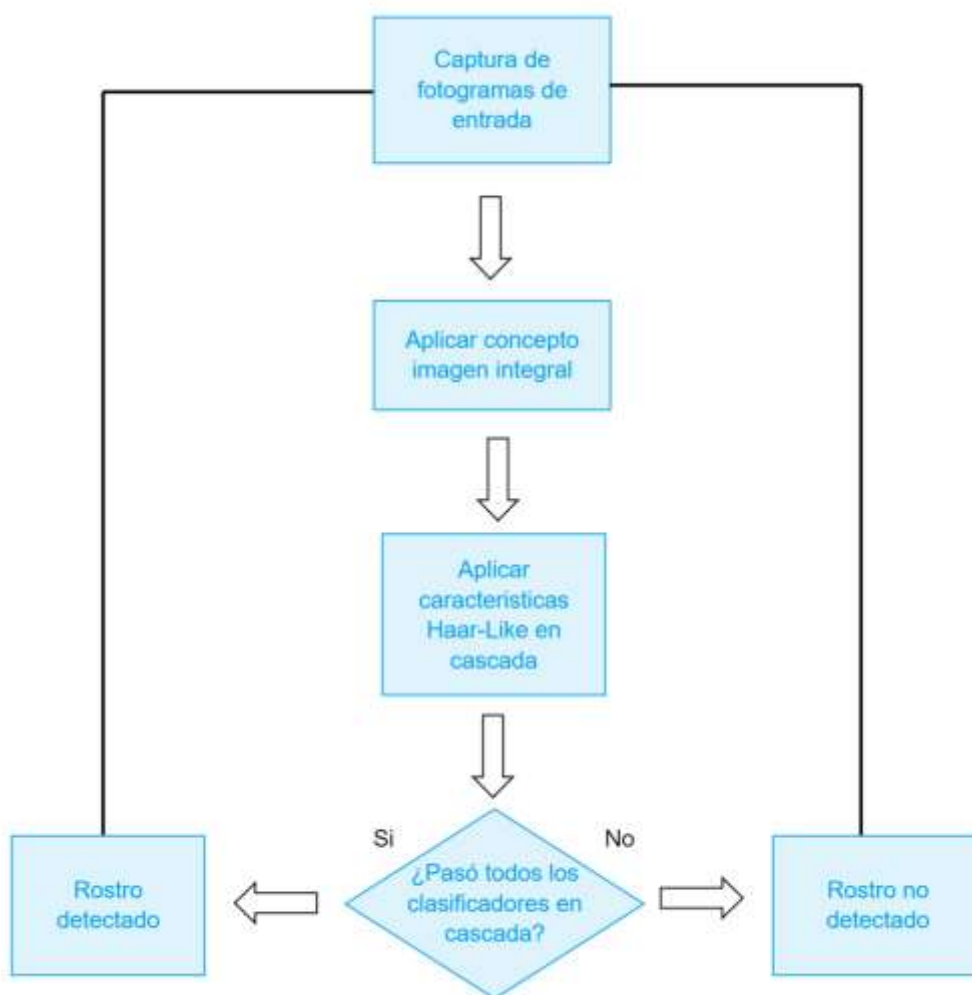 Captura de
fotogramas de
entrada
Aplicar concepto
imagen integral
Aplicar
caracteristicas
Haar-Like en
cascada
Si
No
¿Pasó todos los
clasificadores en
cascada?
Rostro
detectado
Rostro no
detectado